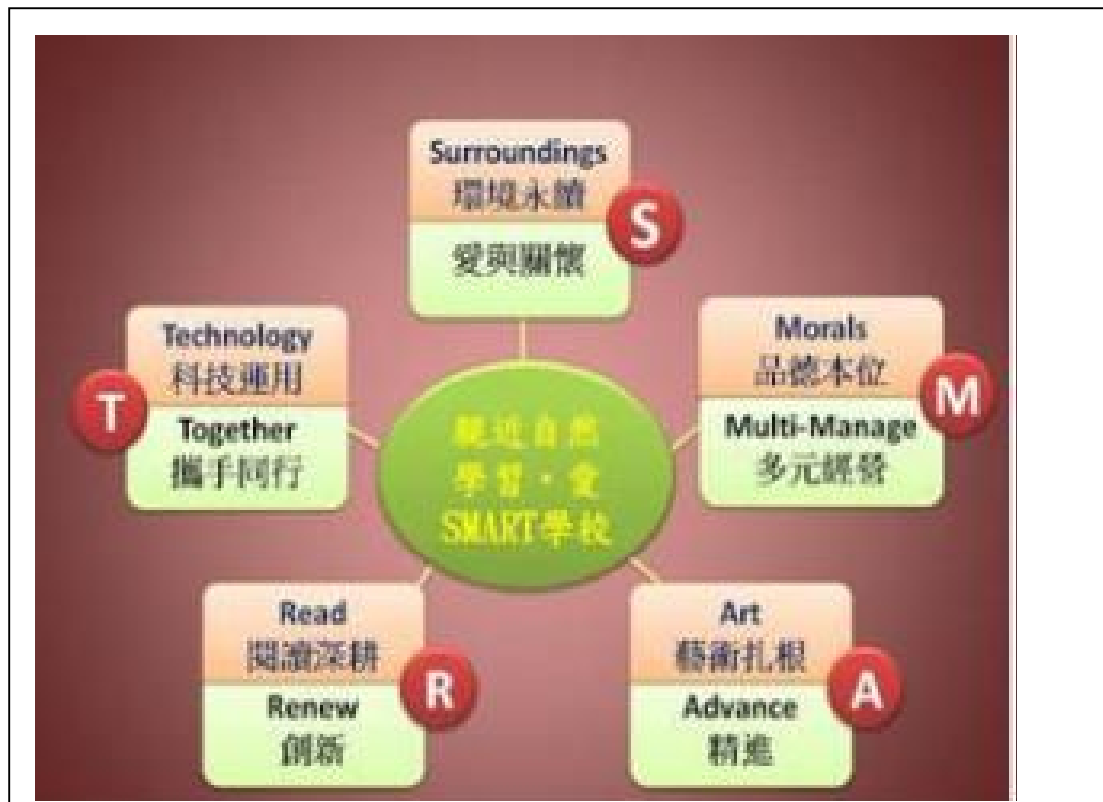 Surroundings
環境永續
愛與關懷
S
Technology
科技運用
Together
攜手同行
T
Morals
品德本位
Multi-Manage
多元經營
M
親近自然
學習・愛
SMART學校
Read
閱讀深耕
Renew
創新
R
Art
藝術扎根
Advance
精進
A